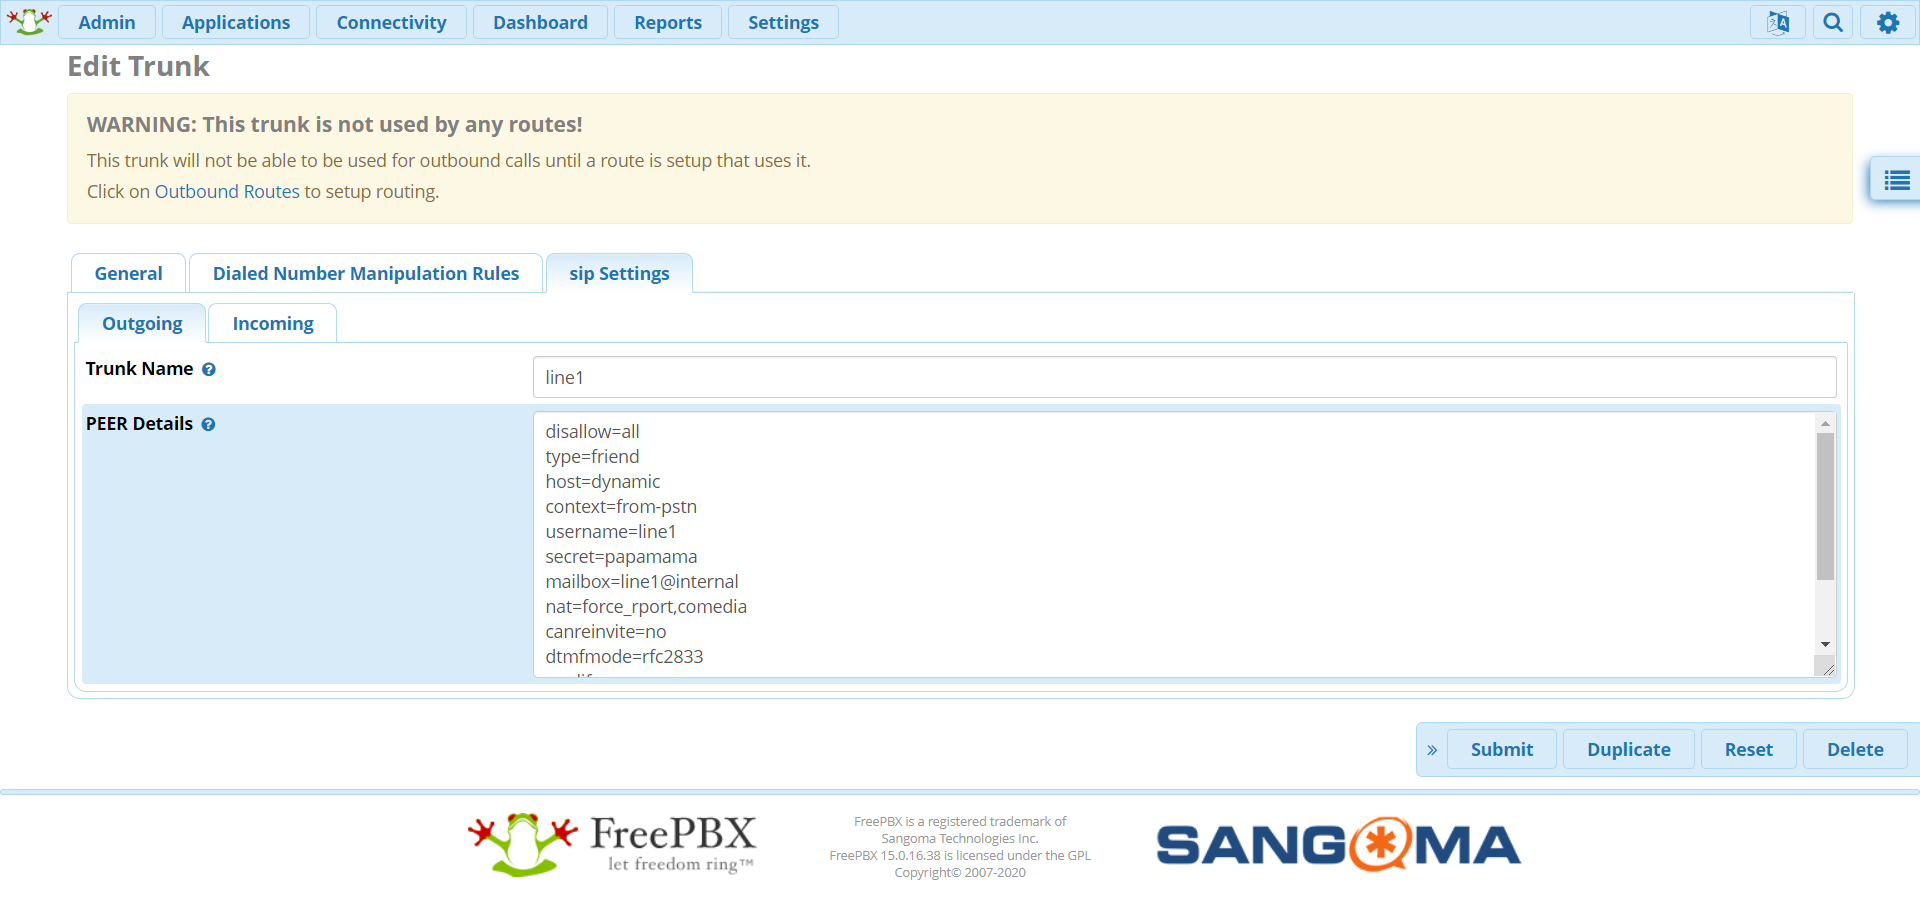 Admin Applications Connectivity Dashboard Reports Settings
Edit Trunk
WARNING: This trunk is not used by any routes!
This trunk will not be able to be used for outbound calls until a route is setup that uses it.
Click on Outbound Routes to setup routing.
General Dialed Number Manipulation Rules sip Settings
Outgoing Incoming
Trunk Name
line1
PEER Details
disallow=all
type=friend
host=dynamic
context=from-pstn
username=line1
secret=papamama
mailbox=line1@internal
nat=force_rport,comedia
canreinvite=no
dtmfmode=rfc2833
» Submit Duplicate Reset Delete
FreePBX
let freedom ring™
FreePBX is a registered trademark of
Sangoma Technologies Inc.
FreePBX 15.0.16.38 is licensed under the GPL
Copyright© 2007-2020
SANGOMA